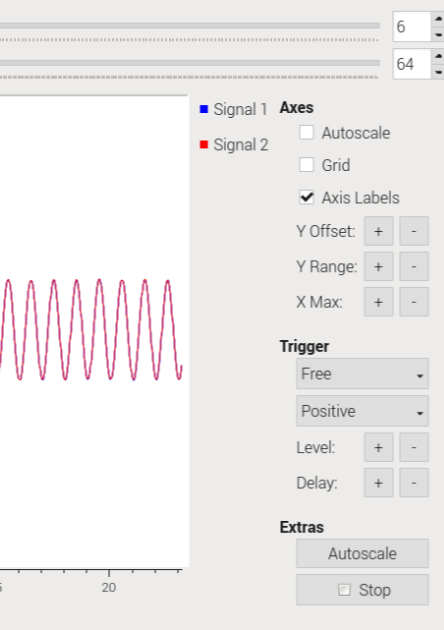 6
64
Signal 1
Signal 2
Axes
Autoscale
Grid
Axis Labels
Y Offset: + -
Y Range: + -
X Max: + -
Trigger
Free
Positive
Level: + -
Delay: + -
Extras
Autoscale
Stop
20